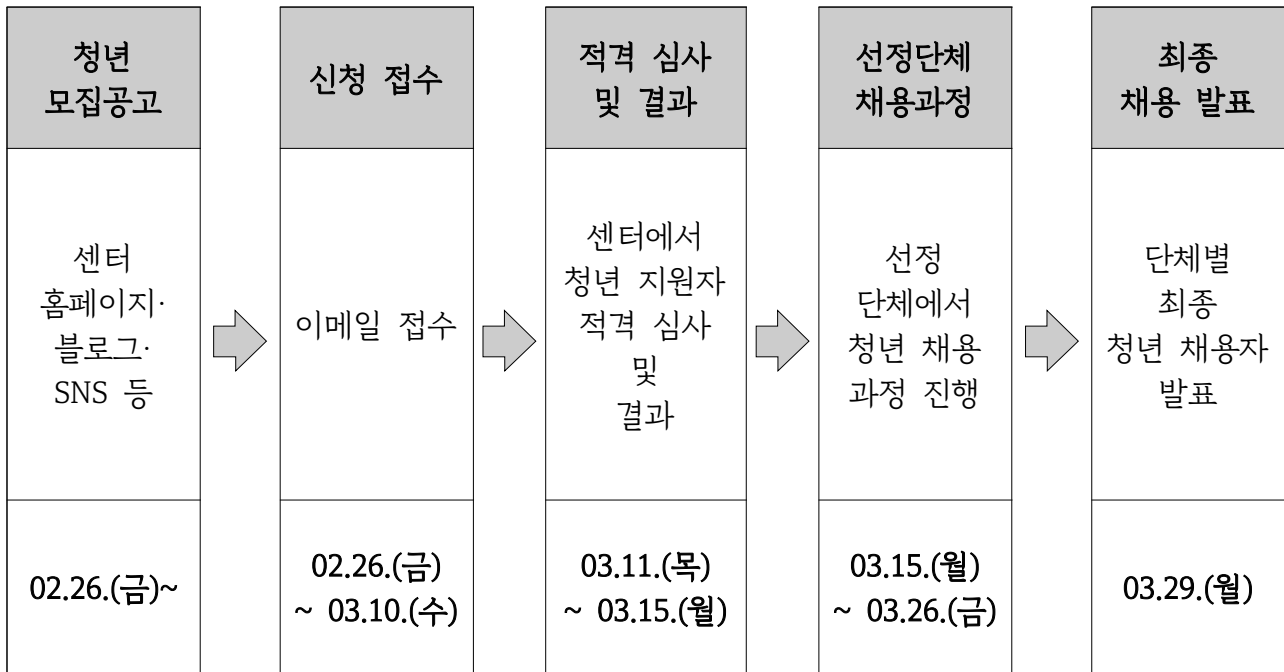 청년
모집공고
신청 접수
적격 심사
및 결과
선정단체
채용과정
최종
채용 발표
센터
홈페이지·
블로그·
SNS 등
이메일 접수
센터에서
청년 지원자
적격 심사
및
결과
선정
단체에서
청년 채용
과정 진행
단체별
최종
청년 채용자
발표
02.26.(금)~
02.26.(금)
~ 03.10.(수)
03.11.(목)
~ 03.15.(월)
03.15.(월)
~ 03.26.(금)
03.29.(월)